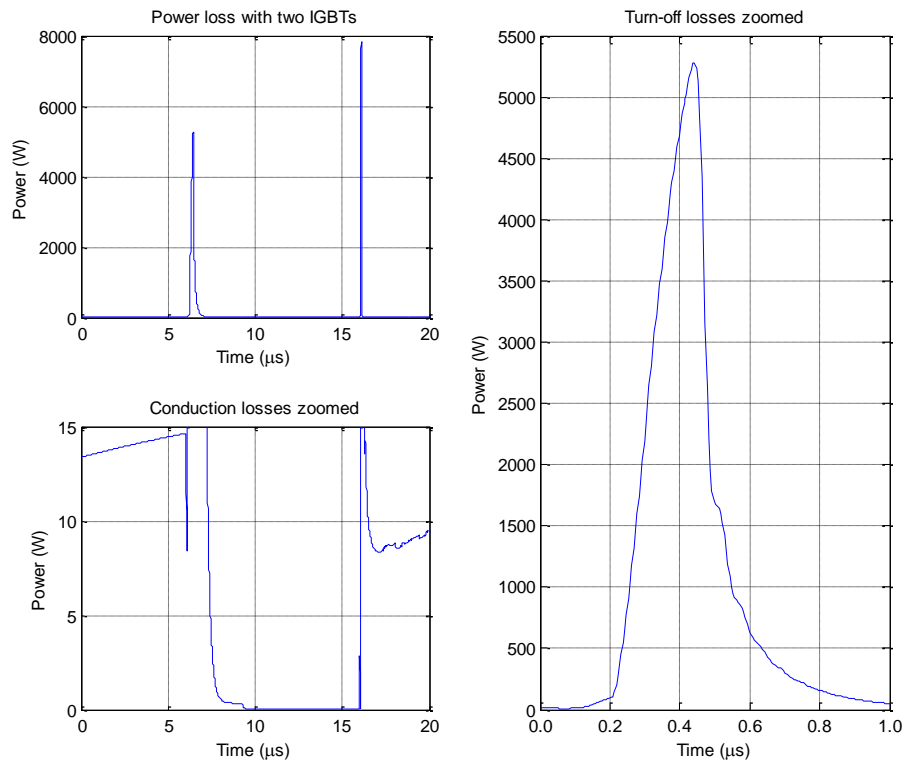 Power loss with two IGBTs
8000
6000
4000
2000
0
Power (W)
0 5 10 15 20
Time (μs)
Conduction losses zoomed
15
10
5
0
Power (W)
0 5 10 15 20
Time (μs)
Turn-off losses zoomed
5500
5000
4500
4000
3500
3000
2500
2000
1500
1000
500
0
Power (W)
0.0 0.2 0.4 0.6 0.8 1.0
Time (μs)